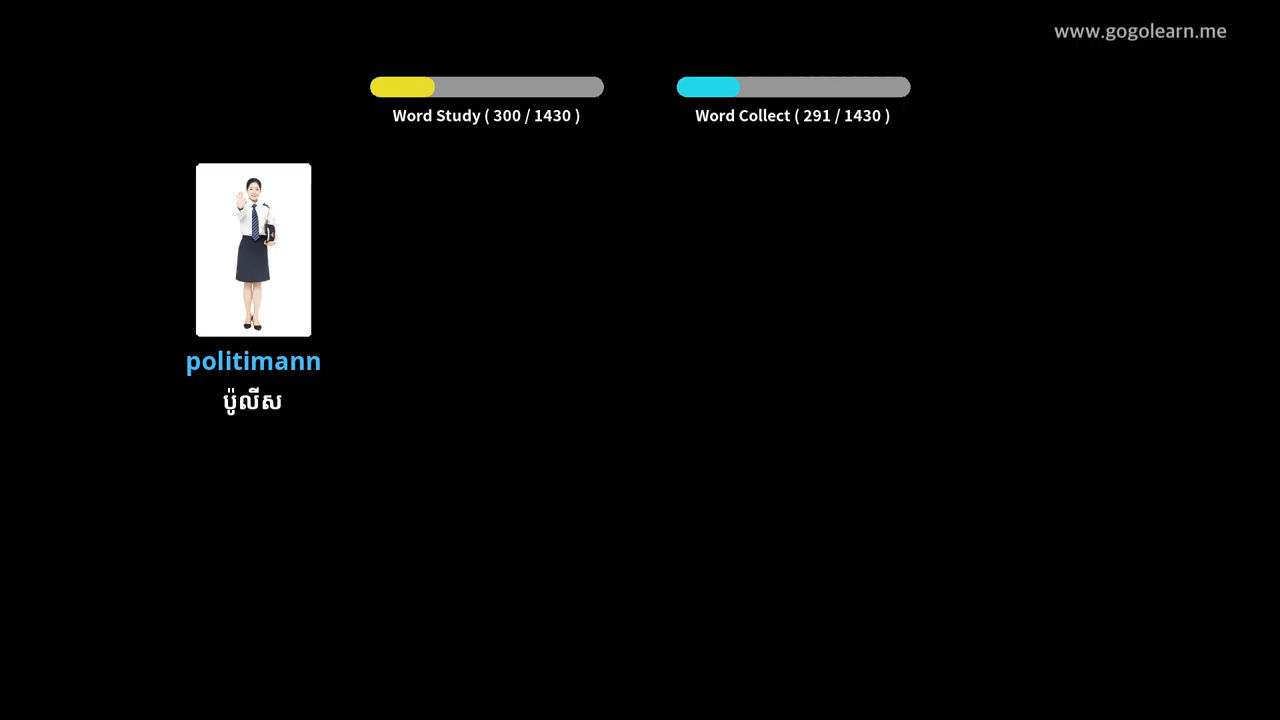 www.gogolearn.me
Word Study ( 300 / 1430 )
Word Collect ( 291 / 1430 )
politimann
ប៉ូលីស